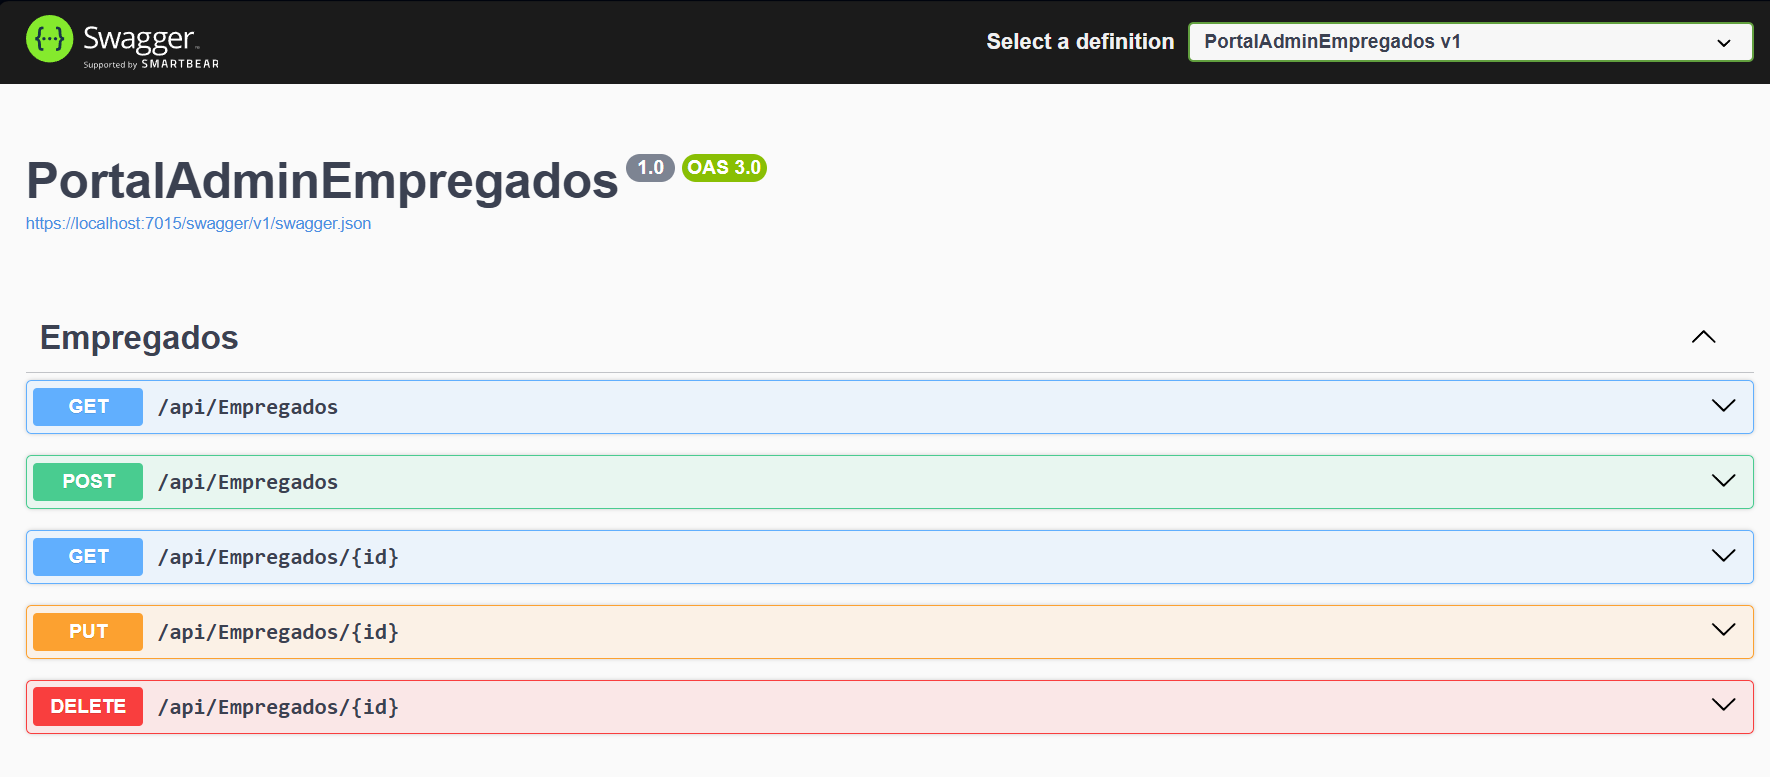 Swagger
Supported by SMARTBEAR
Select a definition
PortalAdminEmpregados v1
PortalAdminEmpregados 1.0 OAS 3.0
https://localhost:7015/swagger/v1/swagger.json
Empregados
GET /api/Empregados
POST /api/Empregados
GET /api/Empregados/{id}
PUT /api/Empregados/{id}
DELETE /api/Empregados/{id}